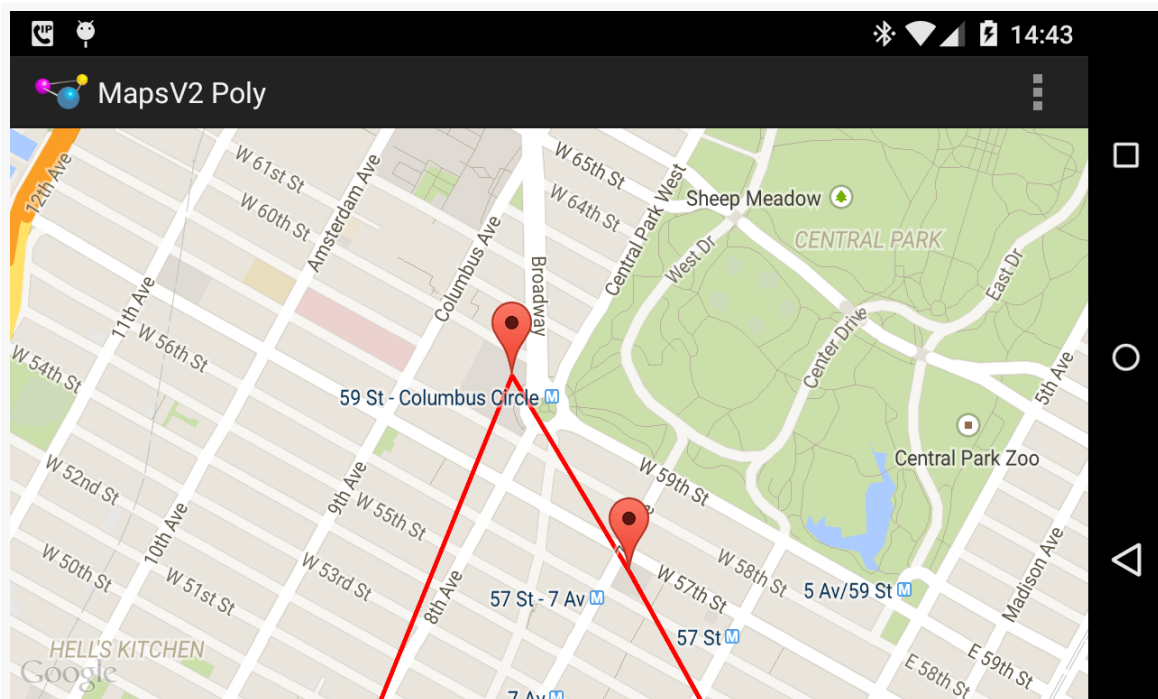 14:43
MapsV2 Poly
12th Ave
W 61st St
W 60th St
Amsterdam Ave
Columbus Ave
Broadway
W 65th St
W 64th St
Central Park West
Sheep Meadow
CENTRAL PARK
West Dr
East Dr
11th Ave
W 56th St
W 54th St
Center Drive
5th Ave
59 St - Columbus Circle M
Central Park Zoo
W 59th St
W 52nd St
9th Ave
W 55th St
10th Ave
W 50th St
W 51st St
W 53rd St
8th Ave
57 St - 7 Av M
W 57th St
W 58th St
5 Av/59 St M
Madison Ave
57 St M
HELL'S KITCHEN
Google
E 59th St
E 58th St
7 Av M